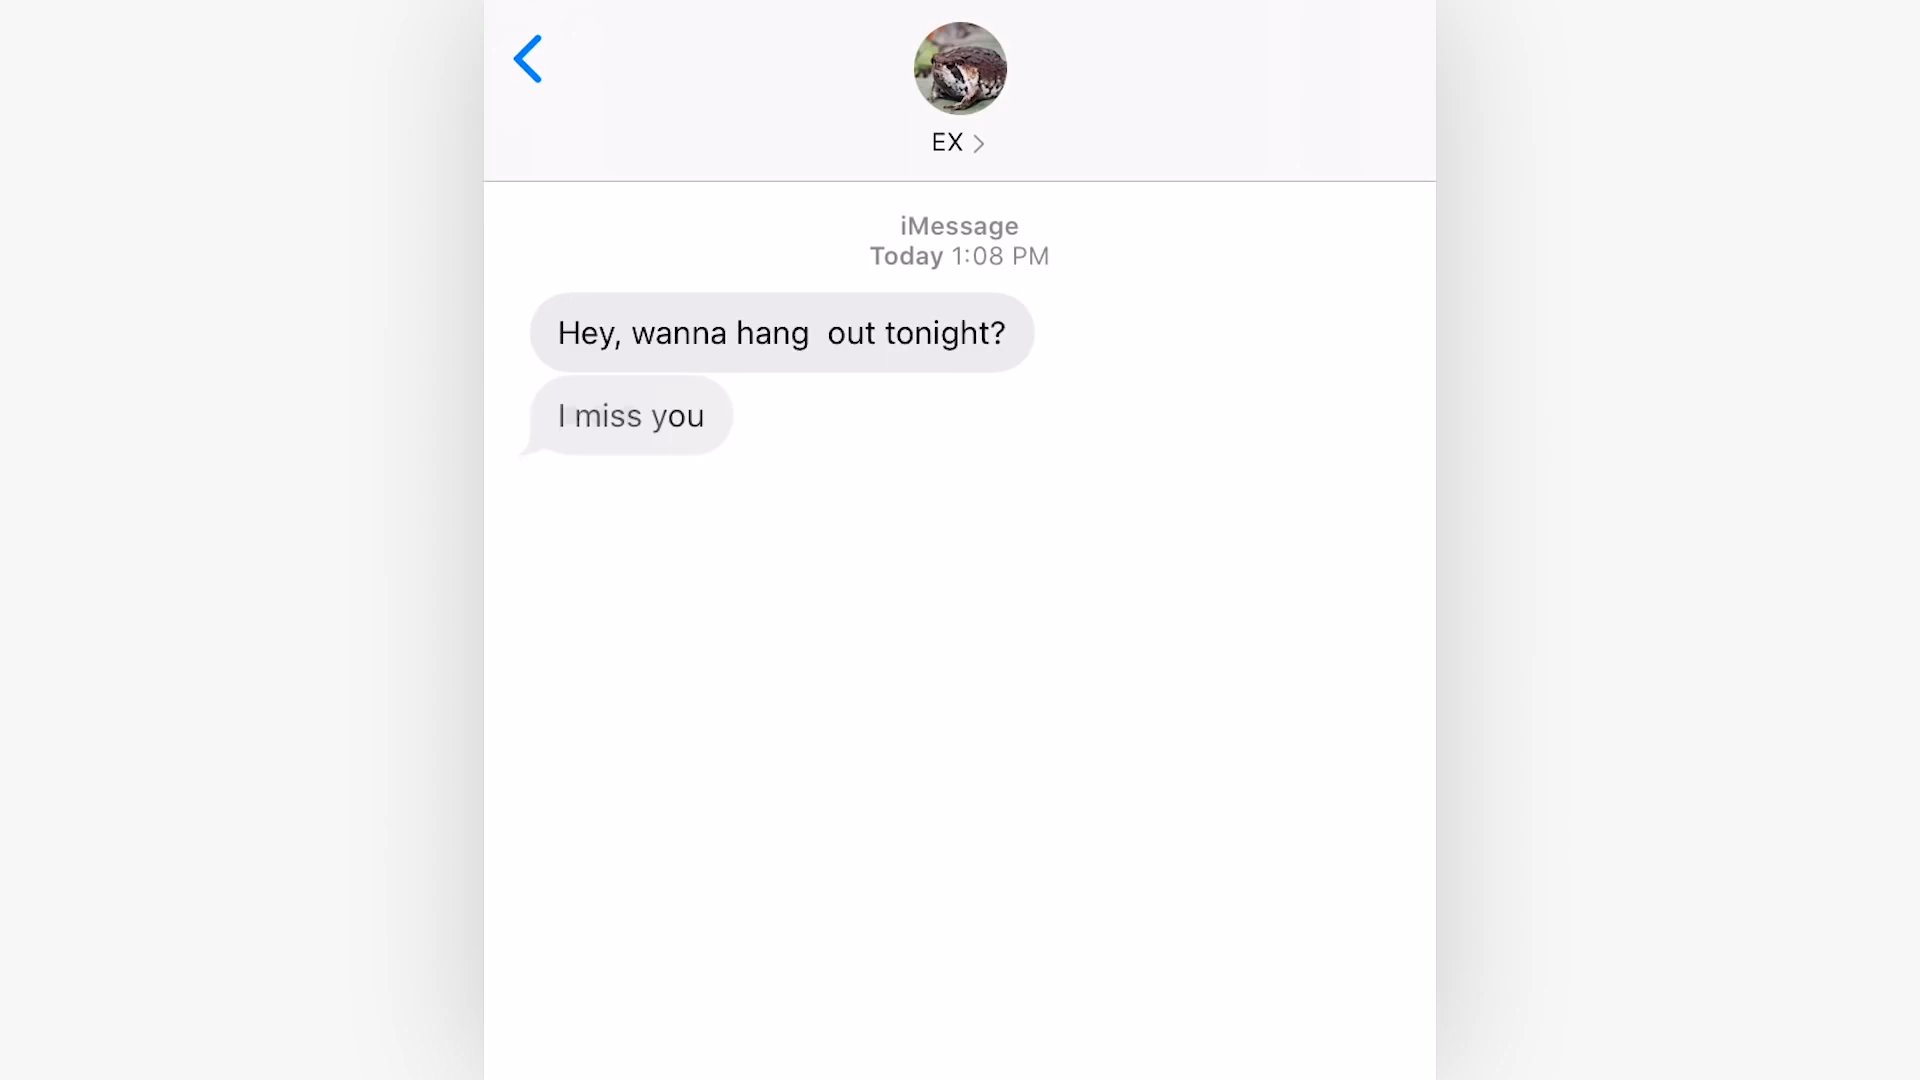 EX
iMessage
Today 1:08 PM
Hey, wanna hang  out tonight?
I miss you